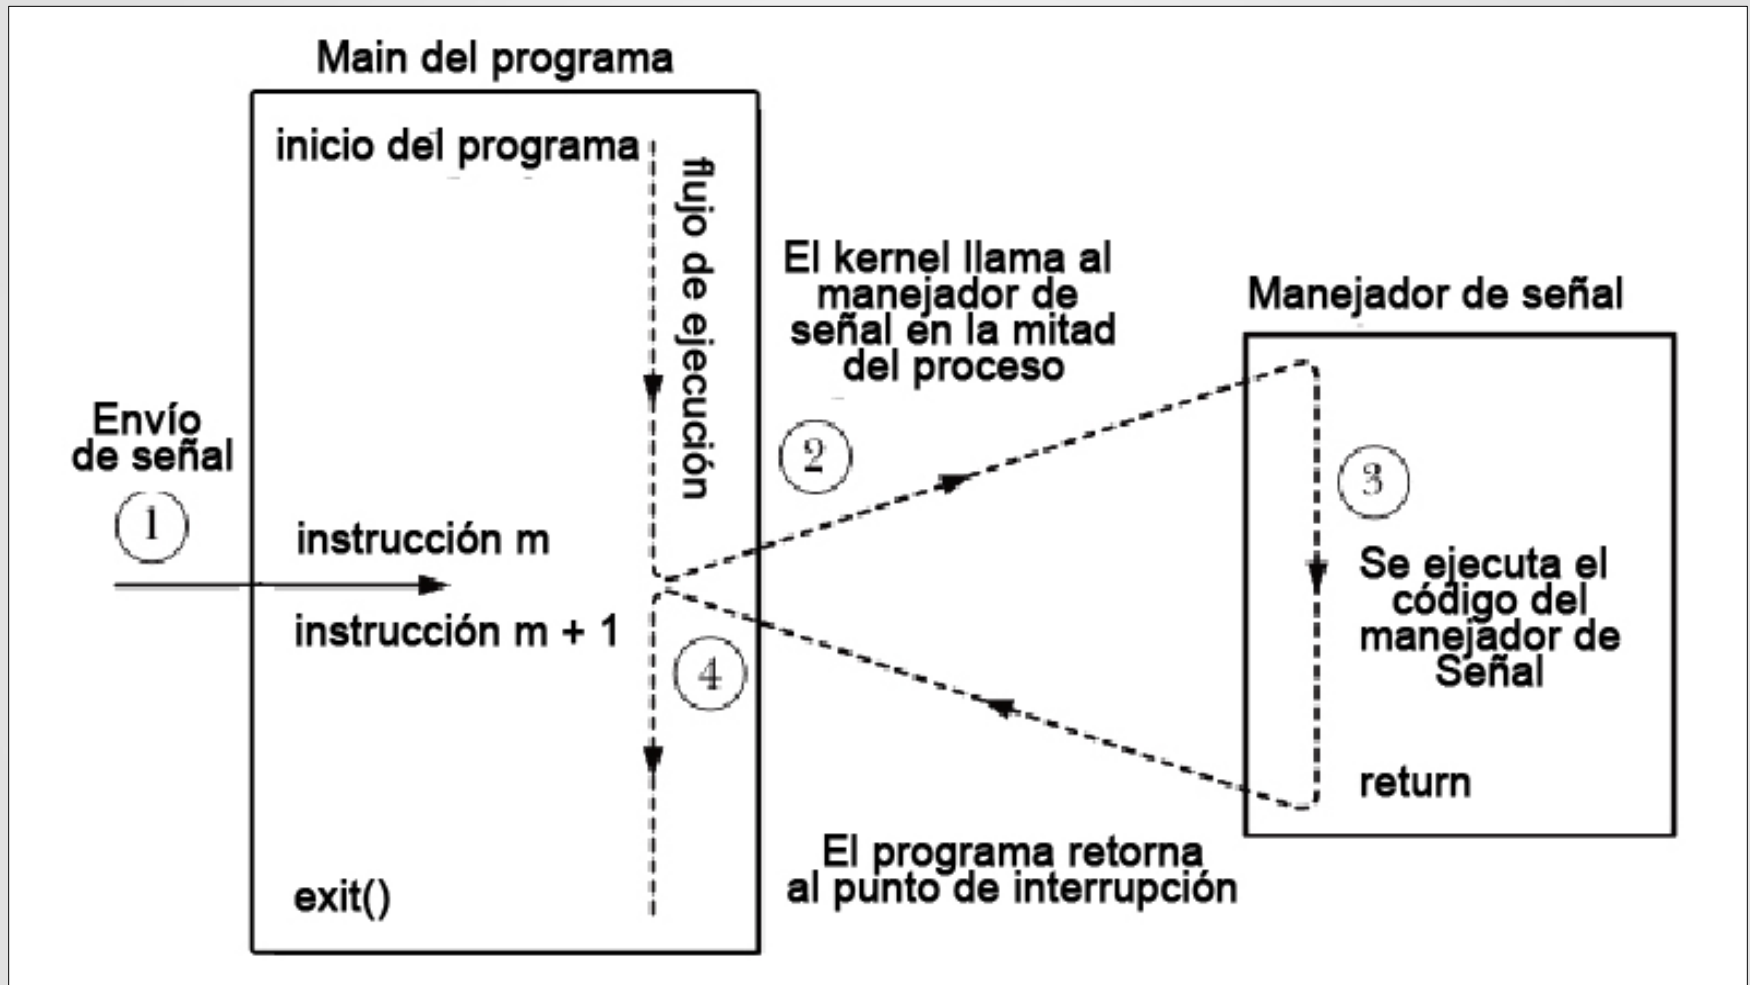 Main del programa
inicio del programa
flujo de ejecución
El kernel llama al
manejador de
señal en la mitad
del proceso
Manejador de señal
Envío
de señal
1
2
3
instrucción m
instrucción m + 1
4
Se ejecuta el
código del
manejador de
Señal
return
El programa retorna
al punto de interrupción
exit()